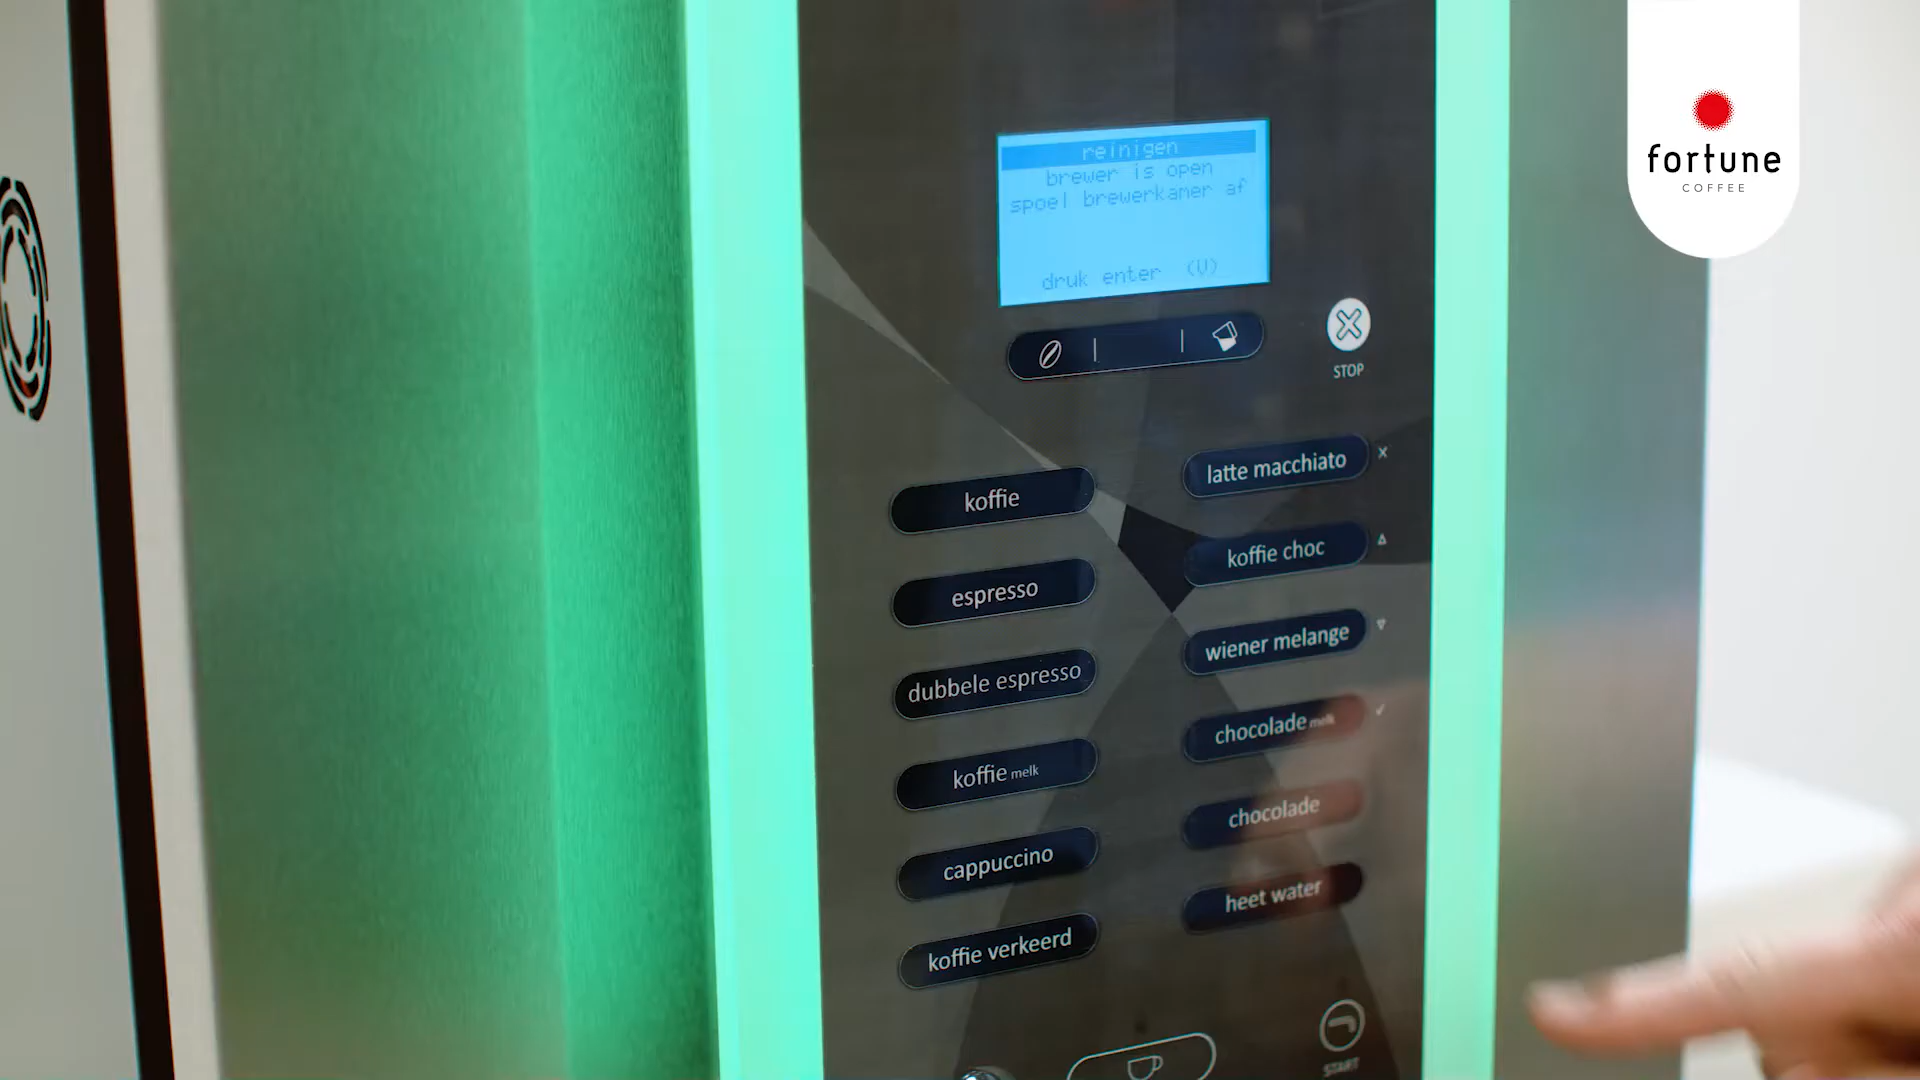 fortune
COFFEE
reinigen
brewer is open
spoel brewerkamer af
druk enter (V)
STOP
koffie
espresso
dubbele espresso
koffie melk
cappuccino
koffie verkeerd
latte macchiato x
koffie choc
wiener melange
chocolade melk
chocolade
heet water
START